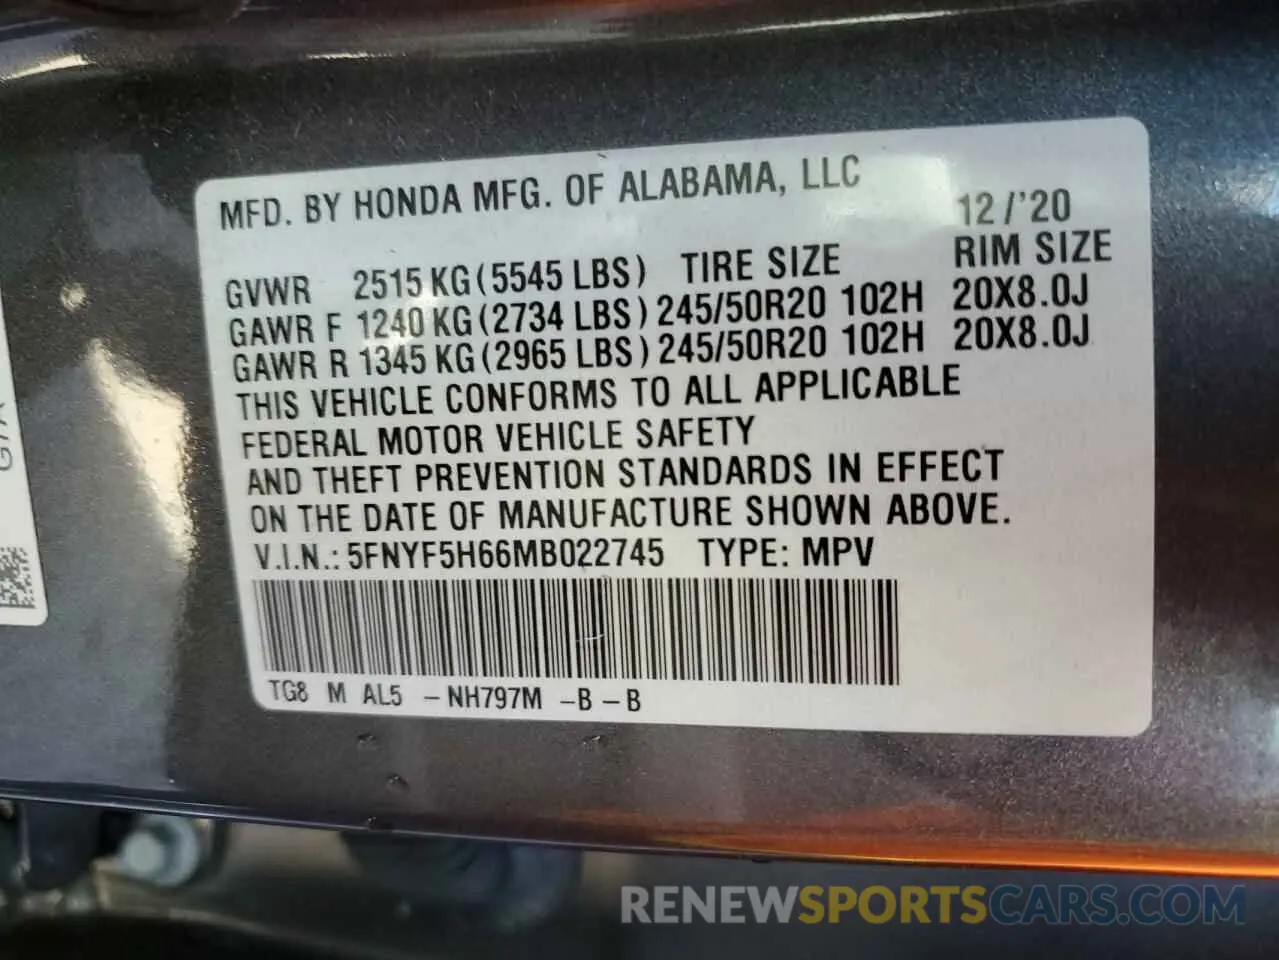 MFD. BY HONDA MFG. OF ALABAMA, LLC
12/'20
GVWR 2515 KG (5545 LBS) TIRE SIZE RIM SIZE
GAWR F 1240 KG (2734 LBS) 245/50R20 102H 20X8.0J
GAWR R 1345 KG (2965 LBS) 245/50R20 102H 20X8.0J
THIS VEHICLE CONFORMS TO ALL APPLICABLE
FEDERAL MOTOR VEHICLE SAFETY
AND THEFT PREVENTION STANDARDS IN EFFECT
ON THE DATE OF MANUFACTURE SHOWN ABOVE.
V.I.N.: 5FNYF5H66MB022745 TYPE: MPV
TG8 M AL5 -NH797M -B-B
RENEWSPORTSCARS.COM